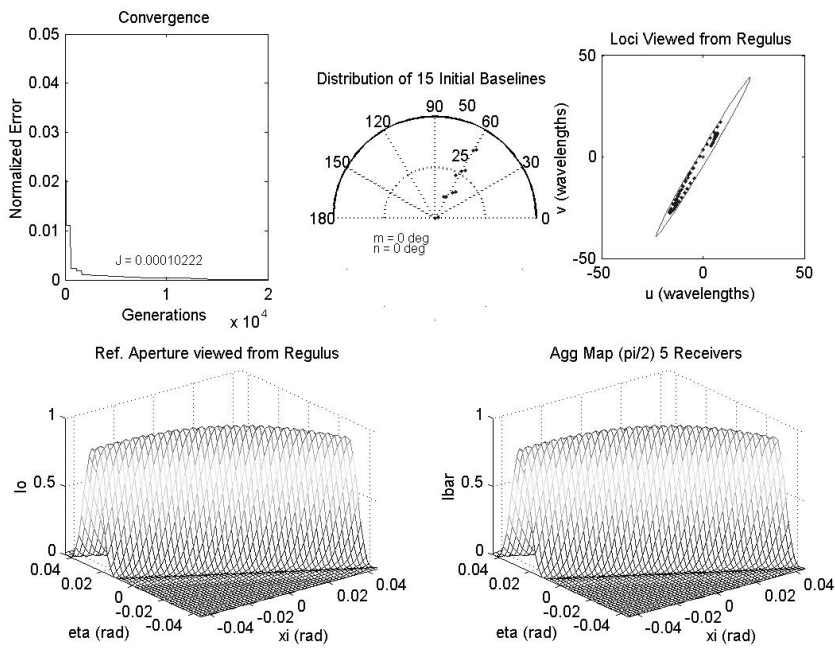 Convergence
0.05
0.04
0.03
0.02
0.01
0
Normalized Error
J = 0.00010222
0
1
2
Generations
x 10^4
Distribution of 15 Initial Baselines
180
150
120
90
60
30
0
50
25
m = 0 deg
n = 0 deg
Loci Viewed from Regulus
50
0
-50
v (wavelengths)
-50
0
50
u (wavelengths)
Ref. Aperture viewed from Regulus
1
0.5
0
Io
0.04
0.02
0
-0.02
-0.04
eta (rad)
-0.04
-0.02
0
0.02
0.04
xi (rad)
Agg Map (pi/2) 5 Receivers
1
0.5
0
Ibar
0.04
0.02
0
-0.02
-0.04
eta (rad)
-0.04
-0.02
0
0.02
0.04
xi (rad)